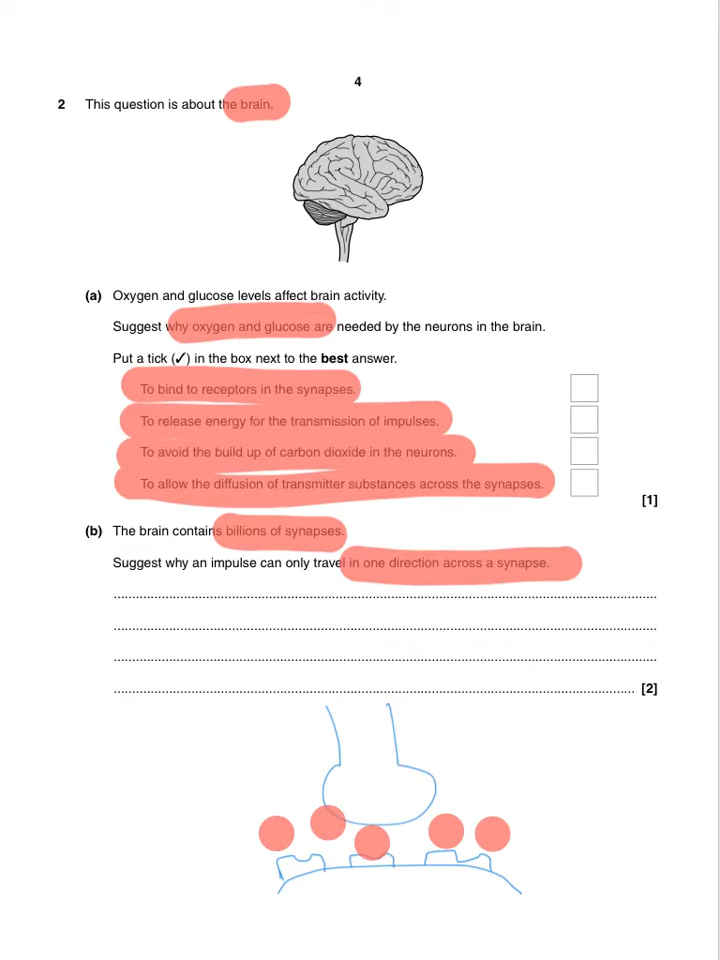 4
2 This question is about the brain.
(a) Oxygen and glucose levels affect brain activity.
Suggest why oxygen and glucose are needed by the neurons in the brain.
Put a tick (✓) in the box next to the best answer.
To bind to receptors in the synapses.
To release energy for the transmission of impulses.
To avoid the build up of carbon dioxide in the neurons.
To allow the diffusion of transmitter substances across the synapses.
[1]
(b) The brain contains billions of synapses.
Suggest why an impulse can only travel in one direction across a synapse.
[2]